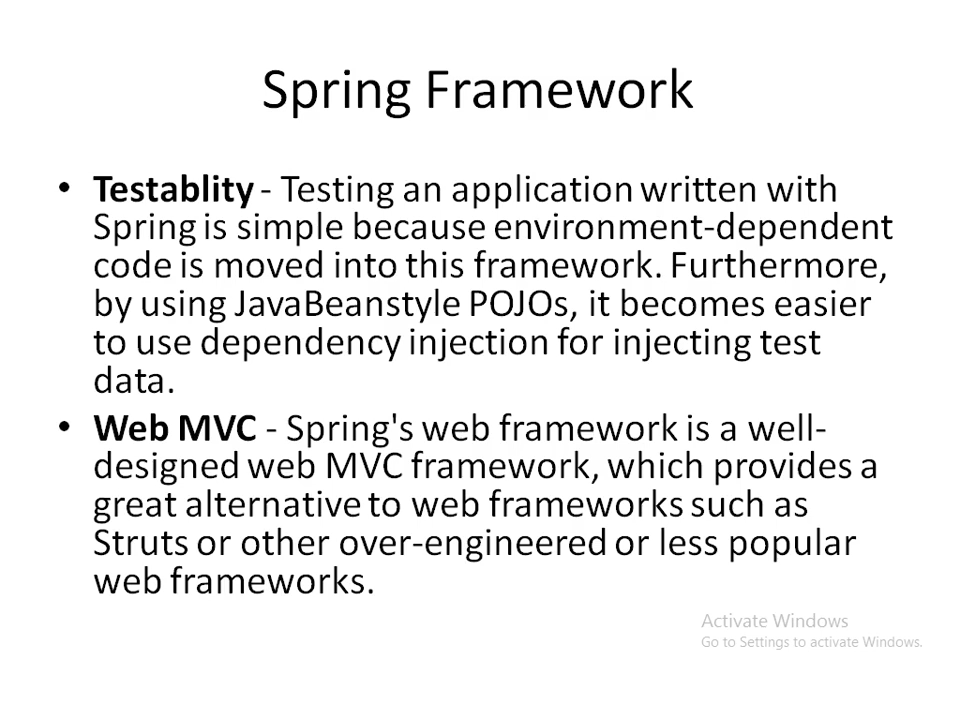 Spring Framework
• Testablity - Testing an application written with
Spring is simple because environment-dependent
code is moved into this framework. Furthermore,
by using JavaBeanstyle POJOs, it becomes easier
to use dependency injection for injecting test
data.
• Web MVC - Spring's web framework is a well-
designed web MVC framework, which provides a
great alternative to web frameworks such as
Struts or other over-engineered or less popular
web frameworks.
Activate Windows
Go to Settings to activate Windows.